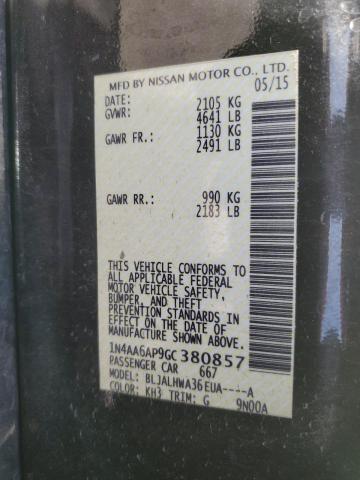 MFD BY NISSAN MOTOR CO., LTD.
DATE: 05/15
GVWR: 2105 KG
4641 LB
GAWR FR.: 1130 KG
2491 LB
GAWR RR.: 990 KG
2183 LB
THIS VEHICLE CONFORMS TO
ALL APPLICABLE FEDERAL
MOTOR VEHICLE SAFETY,
BUMPER, AND THEFT
PREVENTION STANDARDS IN
EFFECT ON THE DATE OF
MANUFACTURE SHOWN ABOVE.
1N4AA6AP9GC380857
PASSENGER CAR 667
MODEL: BLJALHWA36EUA----A
COLOR: KH3 TRIM: G 9N00A